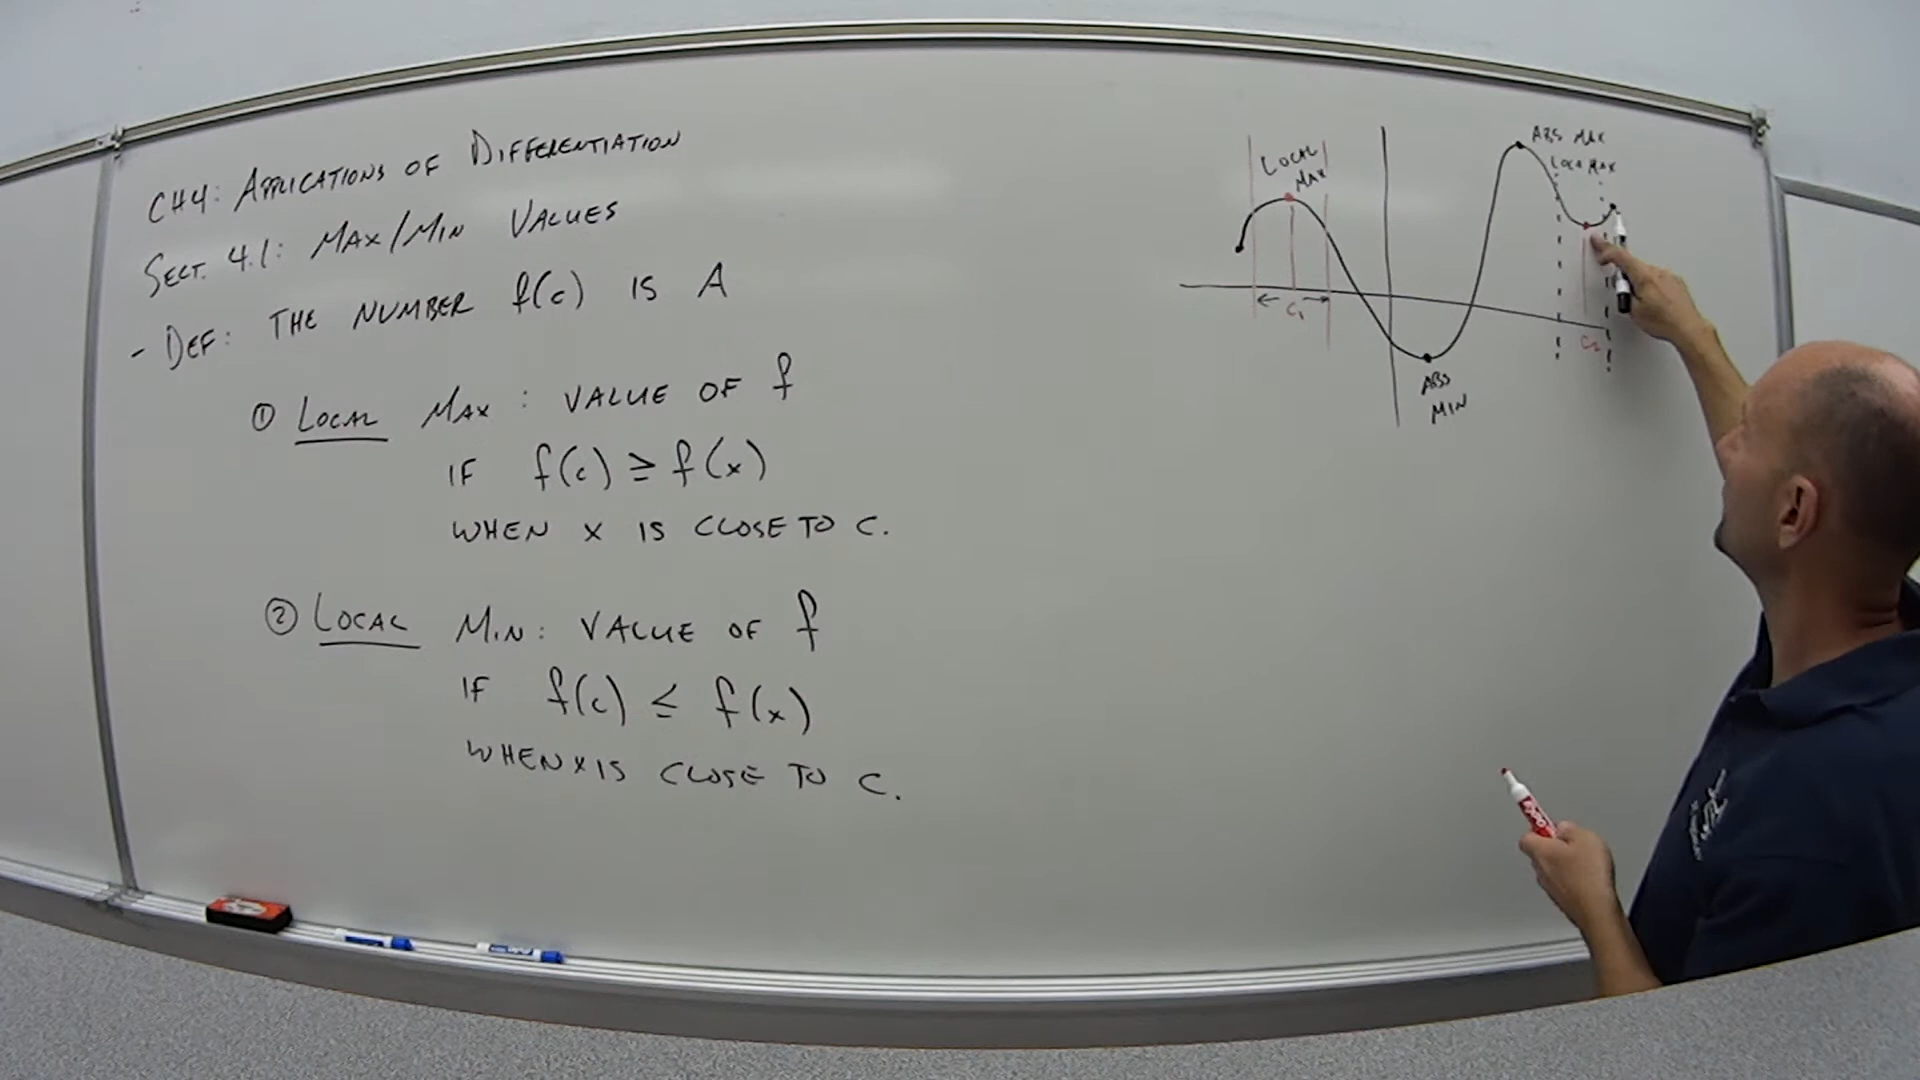 CH4: APPLICATIONS OF DIFFERENTIATION
SECT. 4.1: MAX/MIN VALUES
- DEF: THE NUMBER f(c) IS A
① LOCAL MAX: VALUE OF f
IF f(c) ≥ f(x)
WHEN X IS CLOSE TO C.
② LOCAL MIN: VALUE OF f
IF f(c) ≤ f(x)
WHEN X IS CLOSE TO C.
LOCAL
MAX
C₁
ABS
MIN
ABS MAX
LOCAL MAX
C₂